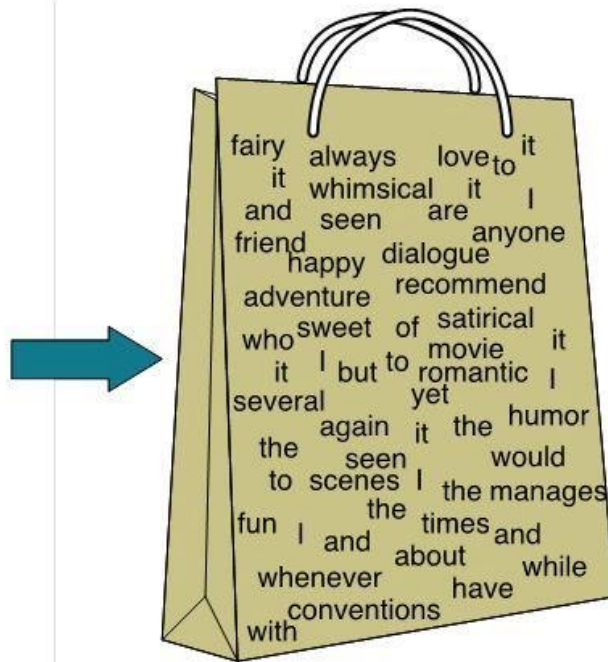 fairy always love to it
it whimsical it I
and seen are anyone
friend happy dialogue
adventure recommend
who sweet of satirical
it I but to movie it
romantic I
several yet
again it the humor
the seen would
to scenes I the manages
fun the times and
I and about while
whenever have
conventions
with